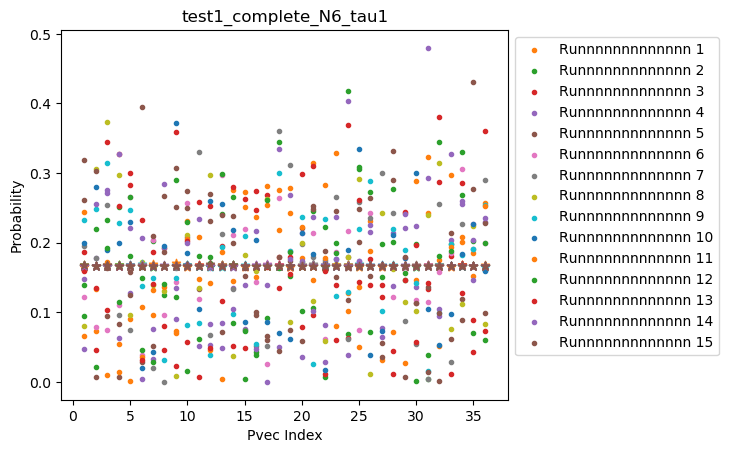 test1_complete_N6_tau1
0.5
0.4
0.3
0.2
0.1
0.0
Probability
0 5 10 15 20 25 30 35
Pvec Index
Runnnnnnnnnnnnn 1
Runnnnnnnnnnnnn 2
Runnnnnnnnnnnnn 3
Runnnnnnnnnnnnn 4
Runnnnnnnnnnnnn 5
Runnnnnnnnnnnnn 6
Runnnnnnnnnnnnn 7
Runnnnnnnnnnnnn 8
Runnnnnnnnnnnnn 9
Runnnnnnnnnnnnn 10
Runnnnnnnnnnnnn 11
Runnnnnnnnnnnnn 12
Runnnnnnnnnnnnn 13
Runnnnnnnnnnnnn 14
Runnnnnnnnnnnnn 15